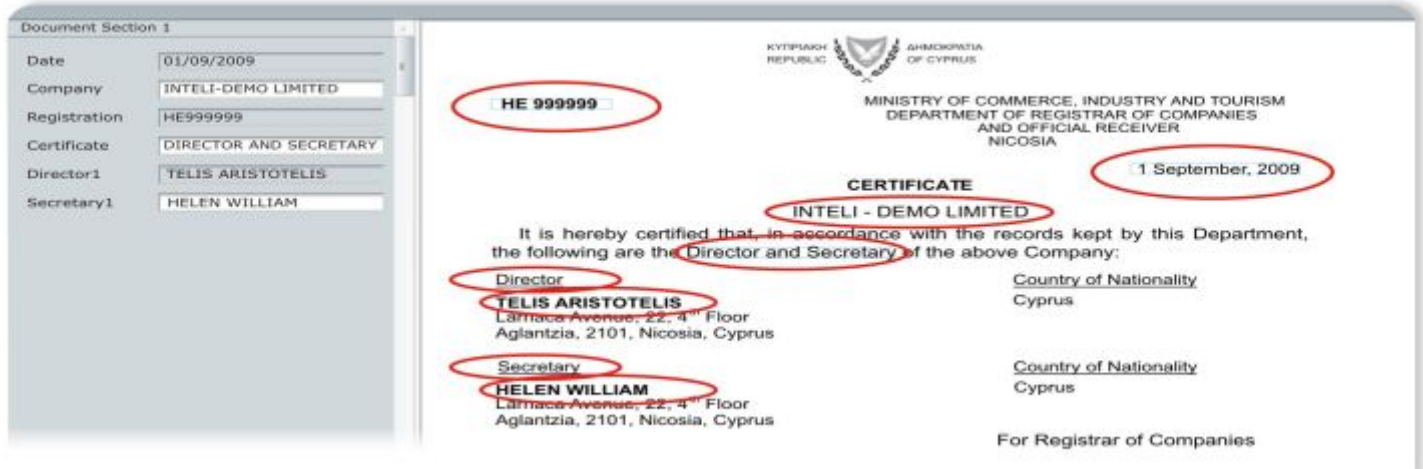 Document Section 1
Date 01/09/2009
Company INTELI-DEMO LIMITED
Registration HE999999
Certificate DIRECTOR AND SECRETARY
Director1 TELIS ARISTOTELIS
Secretary1 HELEN WILLIAM
ΚΥΠΡΙΑΚΗ ΔΗΜΟΚΡΑΤΙΑ
REPUBLIC OF CYPRUS
HE 999999
MINISTRY OF COMMERCE, INDUSTRY AND TOURISM
DEPARTMENT OF REGISTRAR OF COMPANIES
AND OFFICIAL RECEIVER
NICOSIA
1 September, 2009
CERTIFICATE
INTELI - DEMO LIMITED
It is hereby certified that, in accordance with the records kept by this Department,
the following are the Director and Secretary of the above Company:
Director Country of Nationality
TELIS ARISTOTELIS Cyprus
Larnaca Avenue, 22, 4th Floor
Aglantzia, 2101, Nicosia, Cyprus
Secretary Country of Nationality
HELEN WILLIAM Cyprus
Larnaca Avenue, 22, 4th Floor
Aglantzia, 2101, Nicosia, Cyprus
For Registrar of Companies